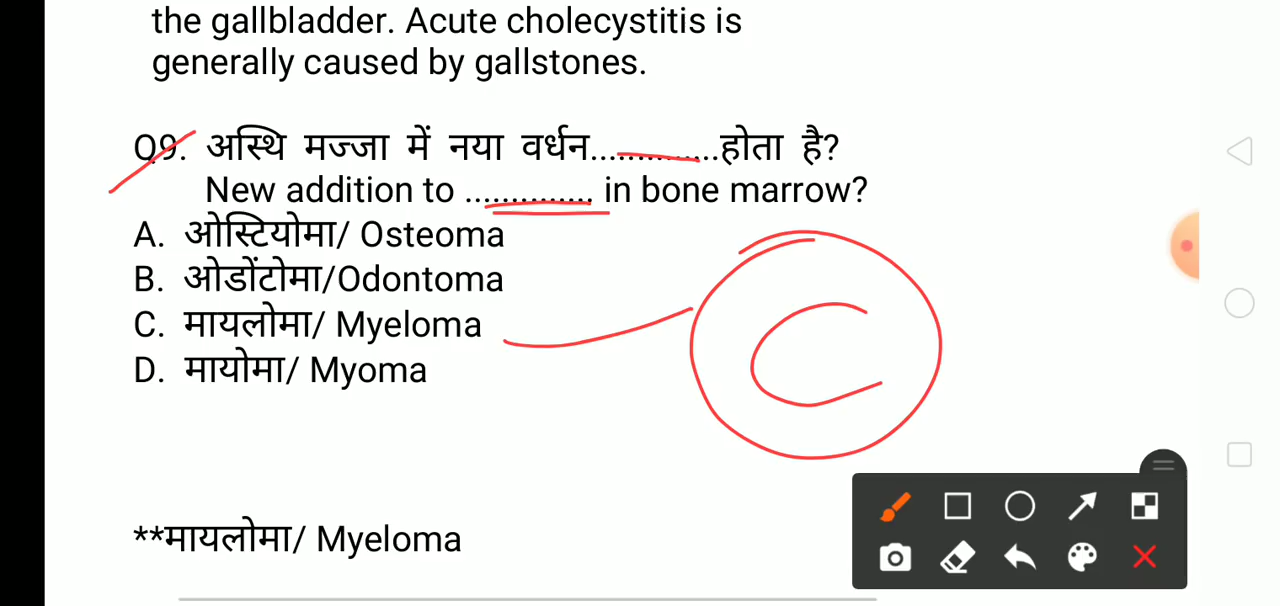 the gallbladder. Acute cholecystitis is
generally caused by gallstones.
Q9. अस्थि मज्जा में नया वर्धन..............होता है?
New addition to .............. in bone marrow?
A. ओस्टियोमा/ Osteoma
B. ओडोंटोमा/Odontoma
C. मायलोमा/ Myeloma
D. मायोमा/ Myoma
C
**मायलोमा/ Myeloma